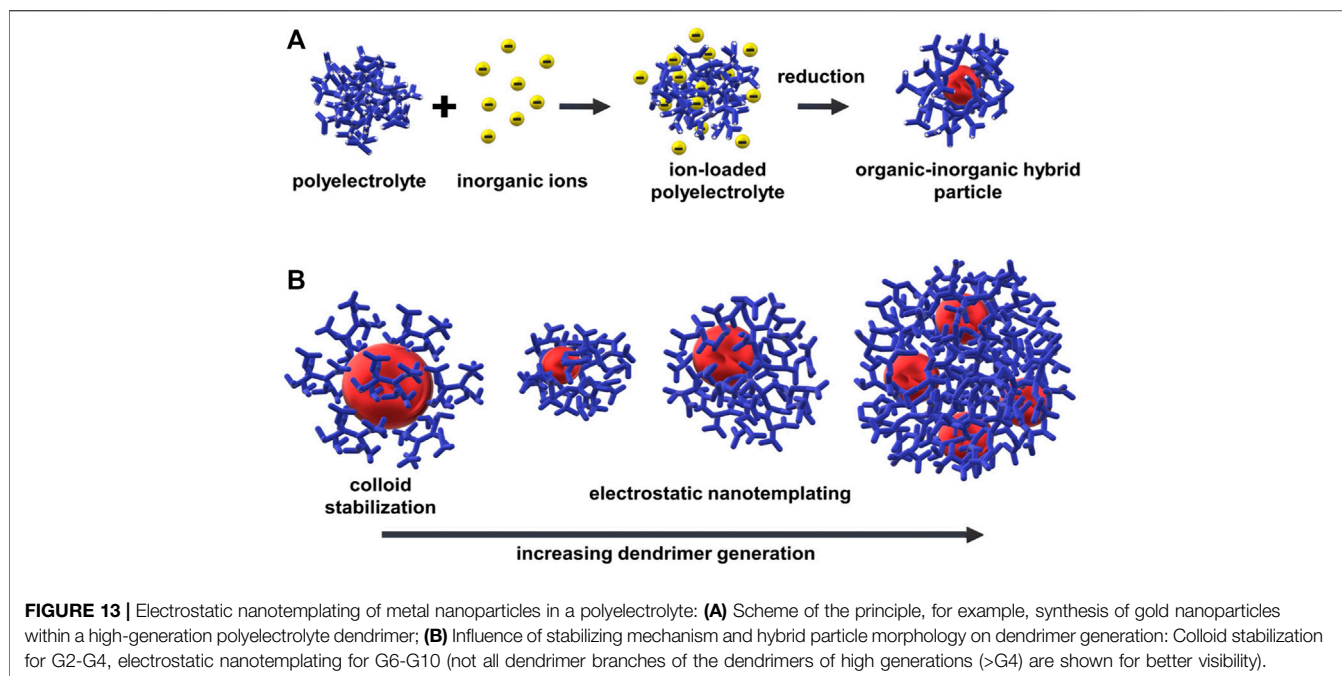 A
reduction
polyelectrolyte
+
inorganic ions
ion-loaded
polyelectrolyte
organic-inorganic hybrid
particle
B
colloid
stabilization
electrostatic nanotemplating
increasing dendrimer generation
FIGURE 13 | Electrostatic nanotemplating of metal nanoparticles in a polyelectrolyte: (A) Scheme of the principle, for example, synthesis of gold nanoparticles
within a high-generation polyelectrolyte dendrimer; (B) Influence of stabilizing mechanism and hybrid particle morphology on dendrimer generation: Colloid stabilization
for G2-G4, electrostatic nanotemplating for G6-G10 (not all dendrimer branches of the dendrimers of high generations (>G4) are shown for better visibility).